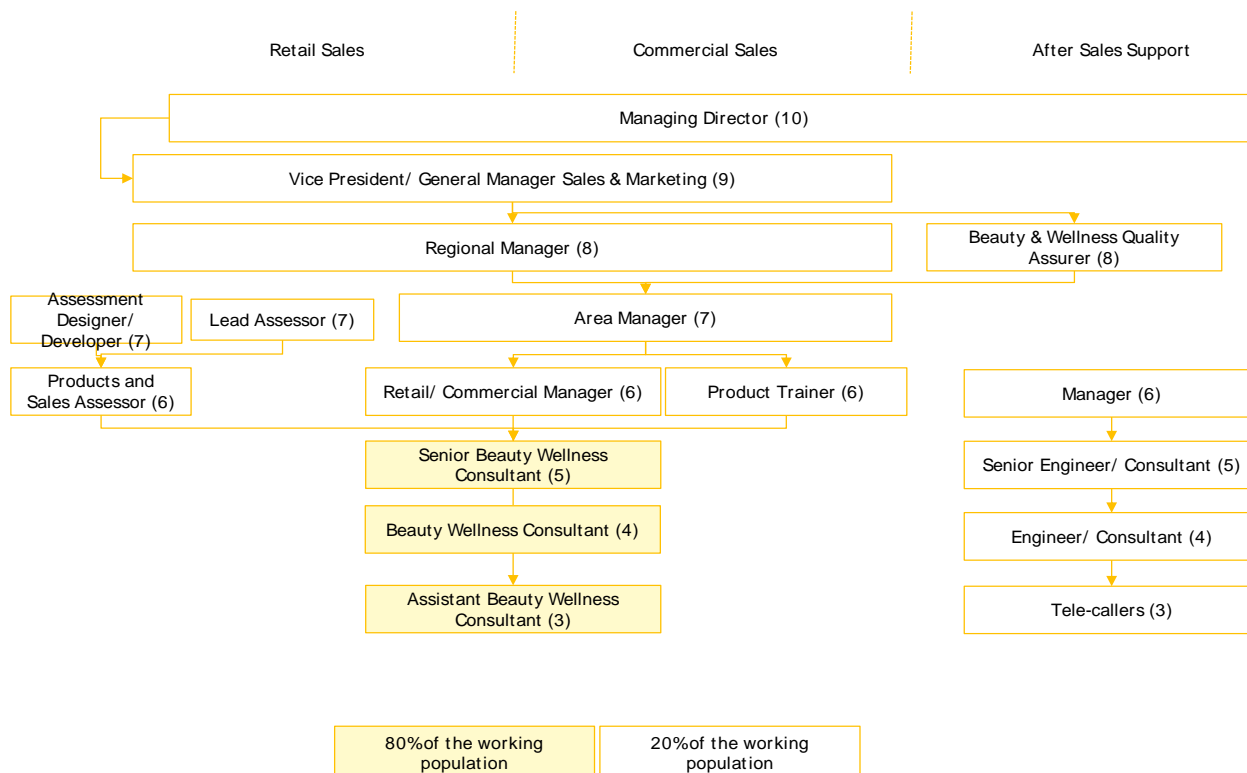 Retail Sales
Commercial Sales
After Sales Support
Managing Director (10)
Vice President/ General Manager Sales & Marketing (9)
Regional Manager (8)
Beauty & Wellness Quality
Assurer (8)
Assessment
Designer/
Developer (7)
Lead Assessor (7)
Area Manager (7)
Products and
Sales Assessor (6)
Retail/ Commercial Manager (6)
Product Trainer (6)
Manager (6)
Senior Beauty Wellness
Consultant (5)
Senior Engineer/ Consultant (5)
Beauty Wellness Consultant (4)
Engineer/ Consultant (4)
Assistant Beauty Wellness
Consultant (3)
Tele-callers (3)
80%of the working
population
20%of the working
population